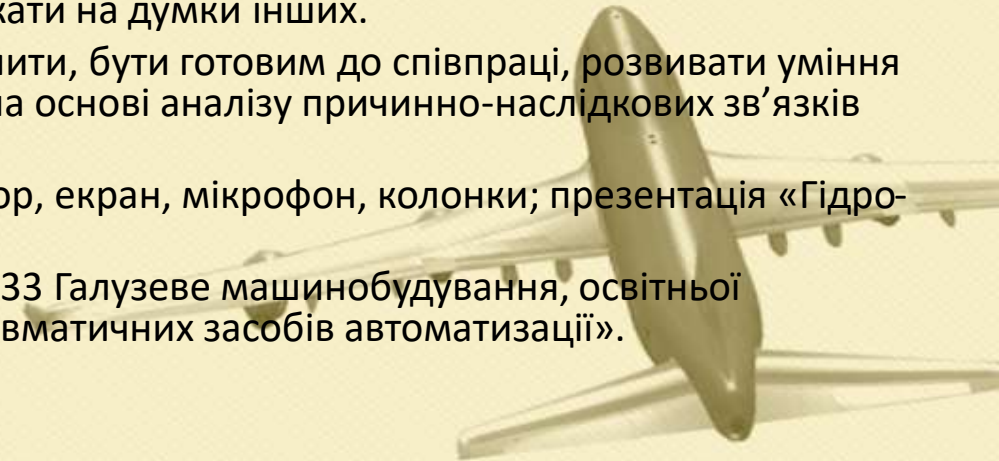 кати на думки інших.
нити, бути готовим до співпраці, розвивати уміння
на основі аналізу причинно-наслідкових зв’язків
ор, екран, мікрофон, колонки; презентація «Гідро-
33 Галузеве машинобудування, освітньої
вматичних засобів автоматизації».